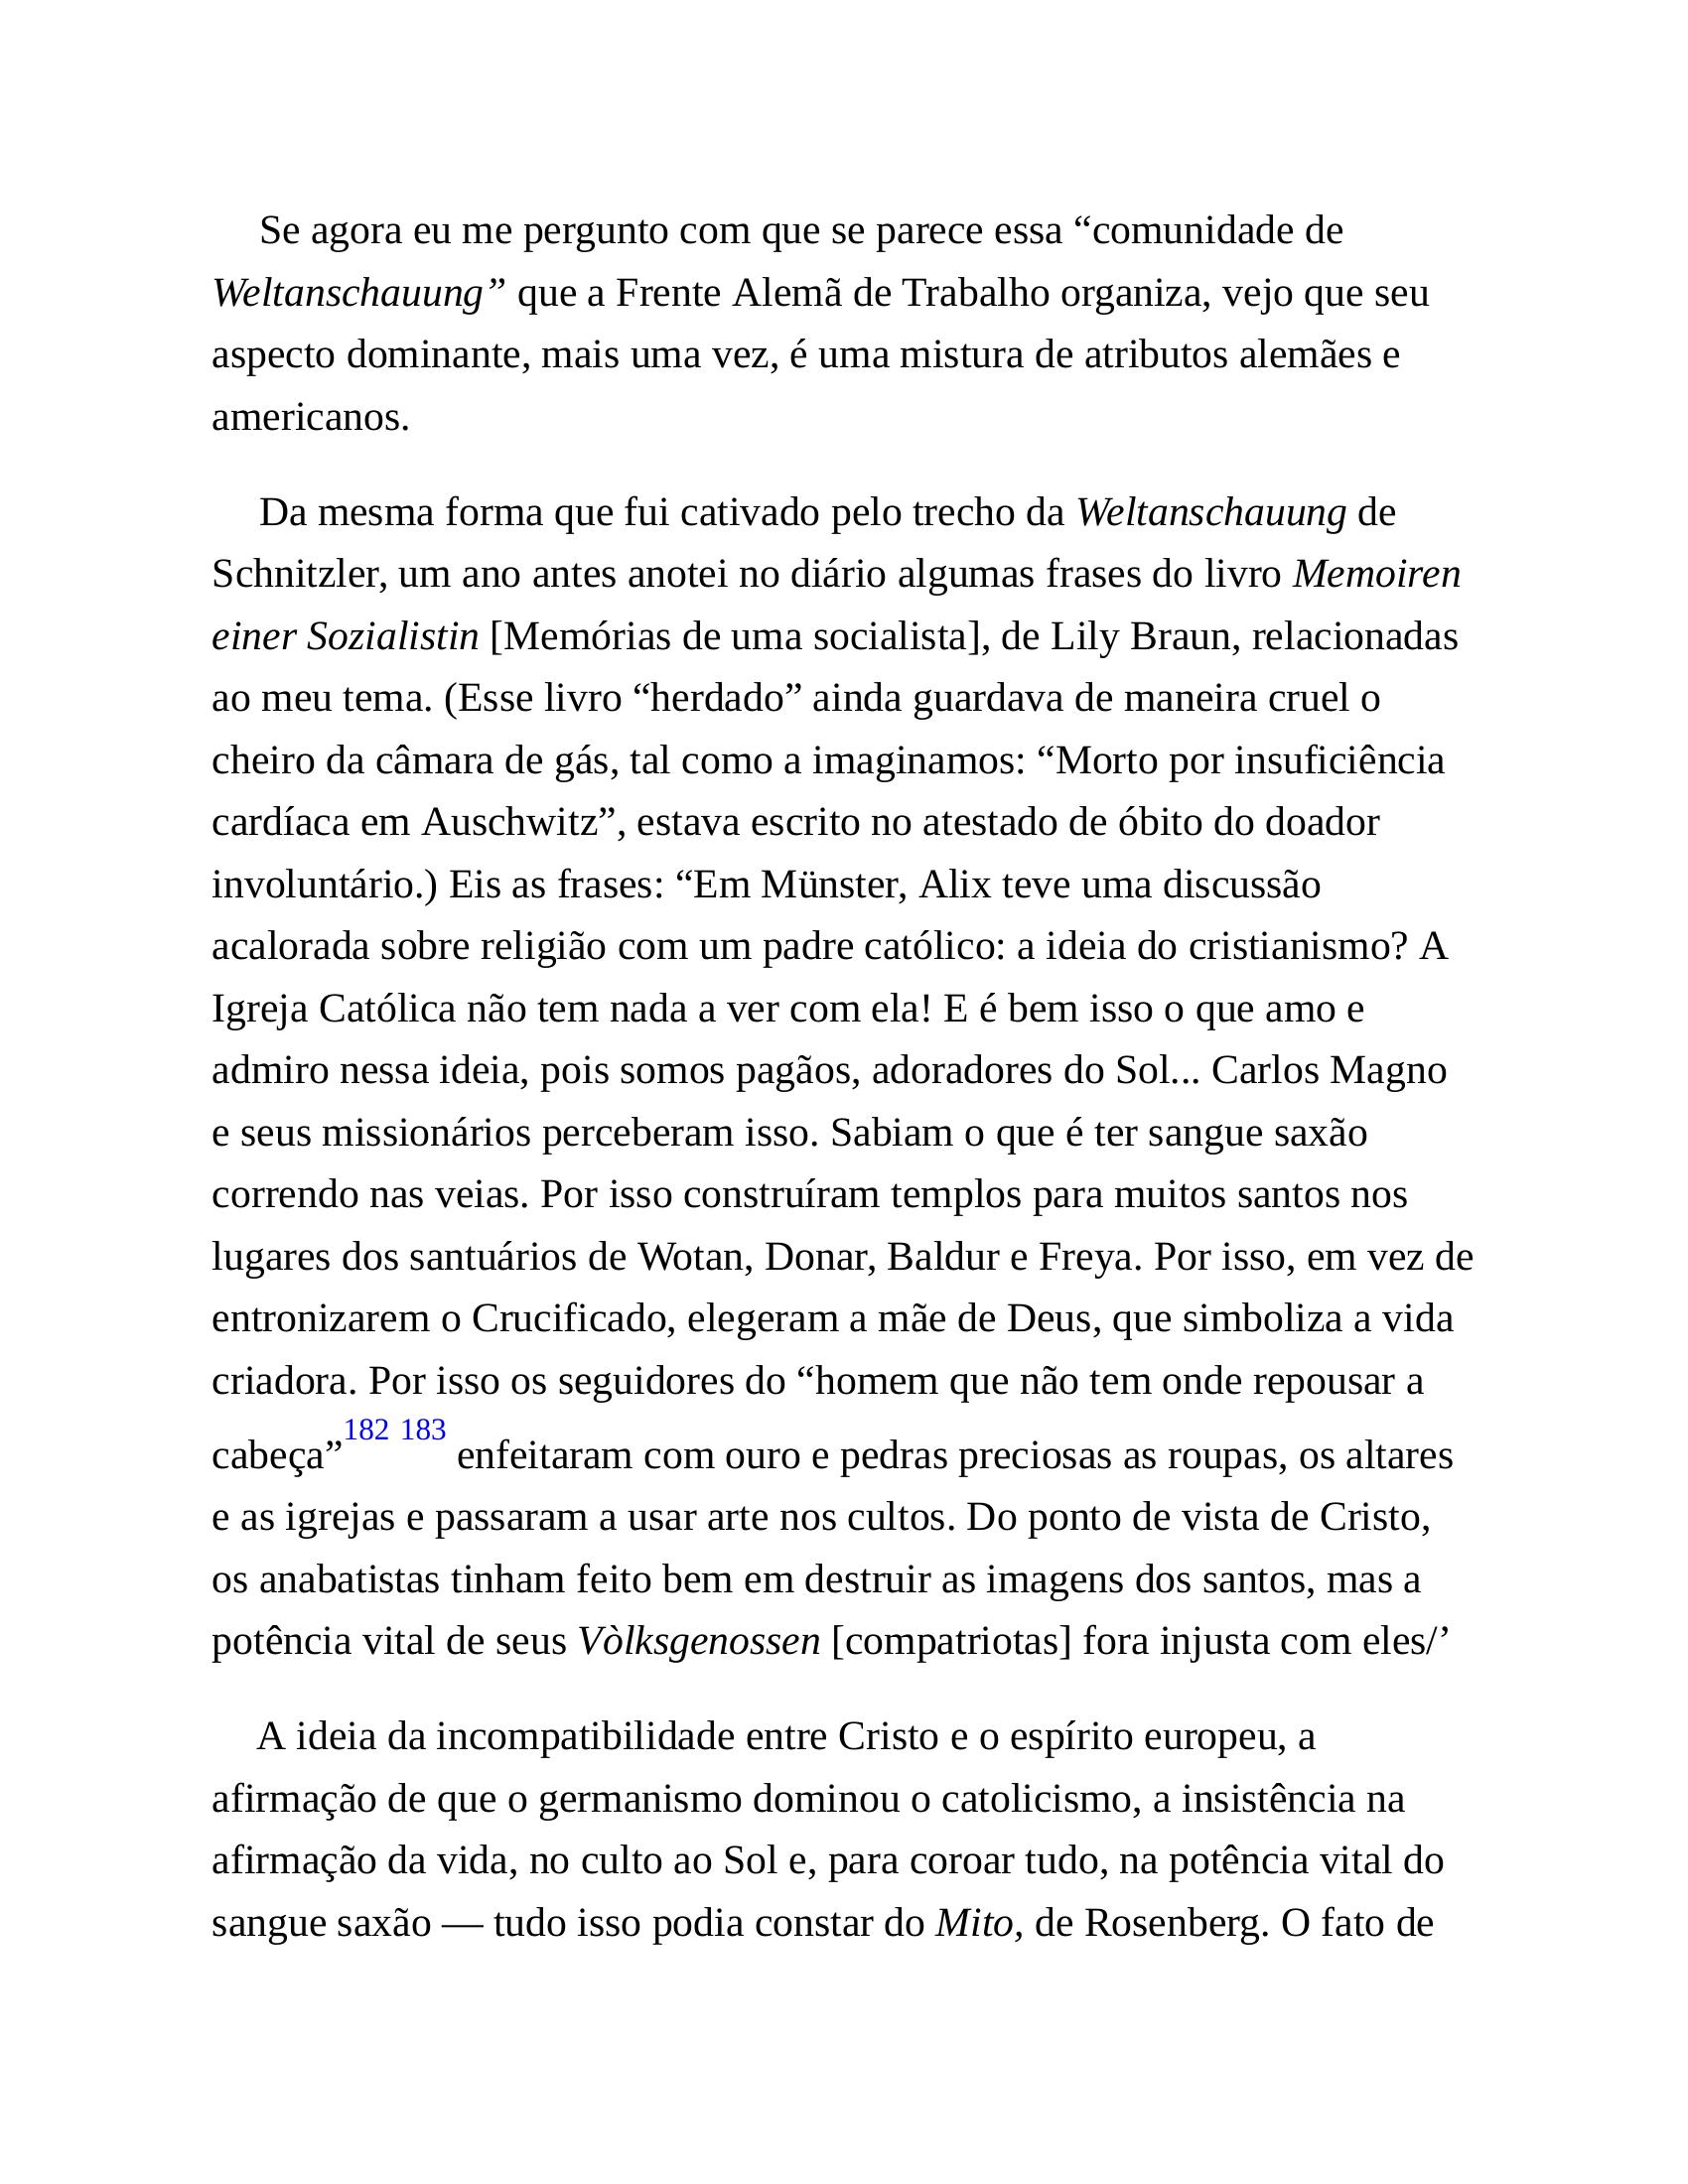 Se agora eu me pergunto com que se parece essa “comunidade de
Weltanschauung” que a Frente Alemã de Trabalho organiza, vejo que seu
aspecto dominante, mais uma vez, é uma mistura de atributos alemães e
americanos.
Da mesma forma que fui cativado pelo trecho da Weltanschauung de
Schnitzler, um ano antes anotei no diário algumas frases do livro Memoiren
einer Sozialistin [Memórias de uma socialista], de Lily Braun, relacionadas
ao meu tema. (Esse livro “herdado” ainda guardava de maneira cruel o
cheiro da câmara de gás, tal como a imaginamos: “Morto por insuficiência
cardíaca em Auschwitz”, estava escrito no atestado de óbito do doador
involuntário.) Eis as frases: “Em Münster, Alix teve uma discussão
acalorada sobre religião com um padre católico: a ideia do cristianismo? A
Igreja Católica não tem nada a ver com ela! E é bem isso o que amo e
admiro nessa ideia, pois somos pagãos, adoradores do Sol... Carlos Magno
e seus missionários perceberam isso. Sabiam o que é ter sangue saxão
correndo nas veias. Por isso construíram templos para muitos santos nos
lugares dos santuários de Wotan, Donar, Baldur e Freya. Por isso, em vez de
entronizarem o Crucificado, elegeram a mãe de Deus, que simboliza a vida
criadora. Por isso os seguidores do “homem que não tem onde repousar a
cabeça”182 183 enfeitaram com ouro e pedras preciosas as roupas, os altares
e as igrejas e passaram a usar arte nos cultos. Do ponto de vista de Cristo,
os anabatistas tinham feito bem em destruir as imagens dos santos, mas a
potência vital de seus Vòlksgenossen [compatriotas] fora injusta com eles/’
A ideia da incompatibilidade entre Cristo e o espírito europeu, a
afirmação de que o germanismo dominou o catolicismo, a insistência na
afirmação da vida, no culto ao Sol e, para coroar tudo, na potência vital do
sangue saxão — tudo isso podia constar do Mito, de Rosenberg. O fato de